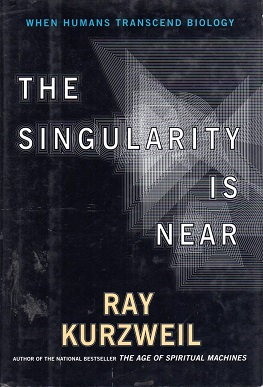 WHEN HUMANS TRANSCEND BIOLOGY
THE
SINGULARITY
IS
NEAR
RAY
KURZWEIL
AUTHOR OF THE NATIONAL BESTSELLER THE AGE OF SPIRITUAL MACHINES